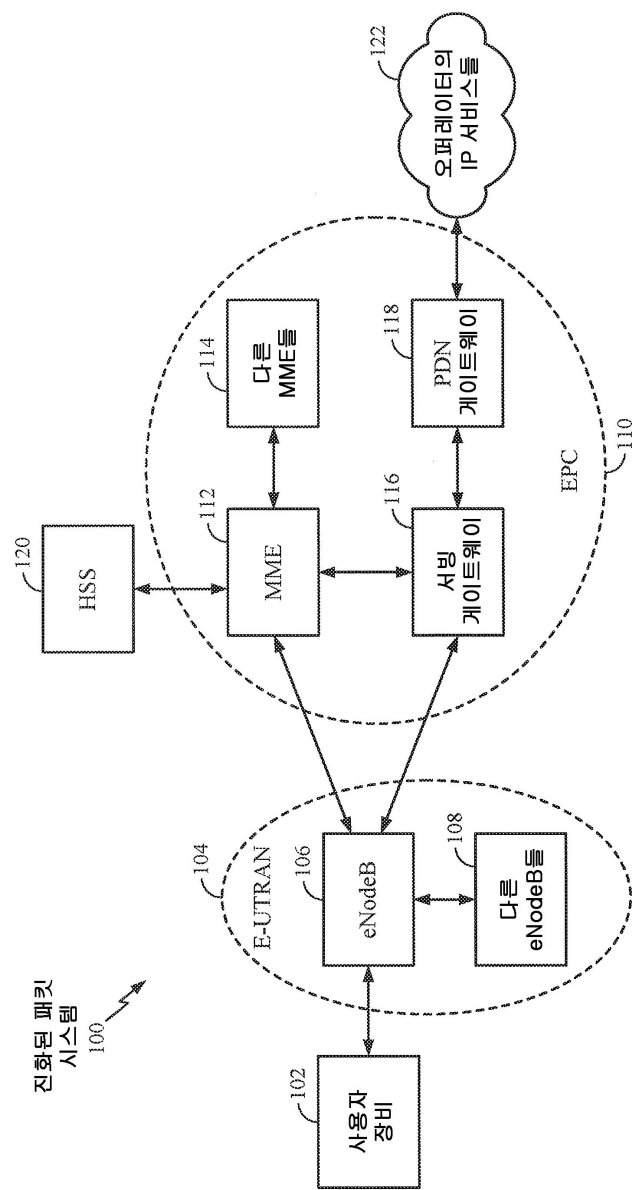 진화된 패킷
시스템
100
102
사용자
장비
104
E-UTRAN
106
eNodeB
108
다른
eNodeB들
120
HSS
112
MME
114
다른
MME들
116
서빙
게이트웨이
118
PDN
게이트웨이
EPC
110
122
오퍼레이터의
IP 서비스들